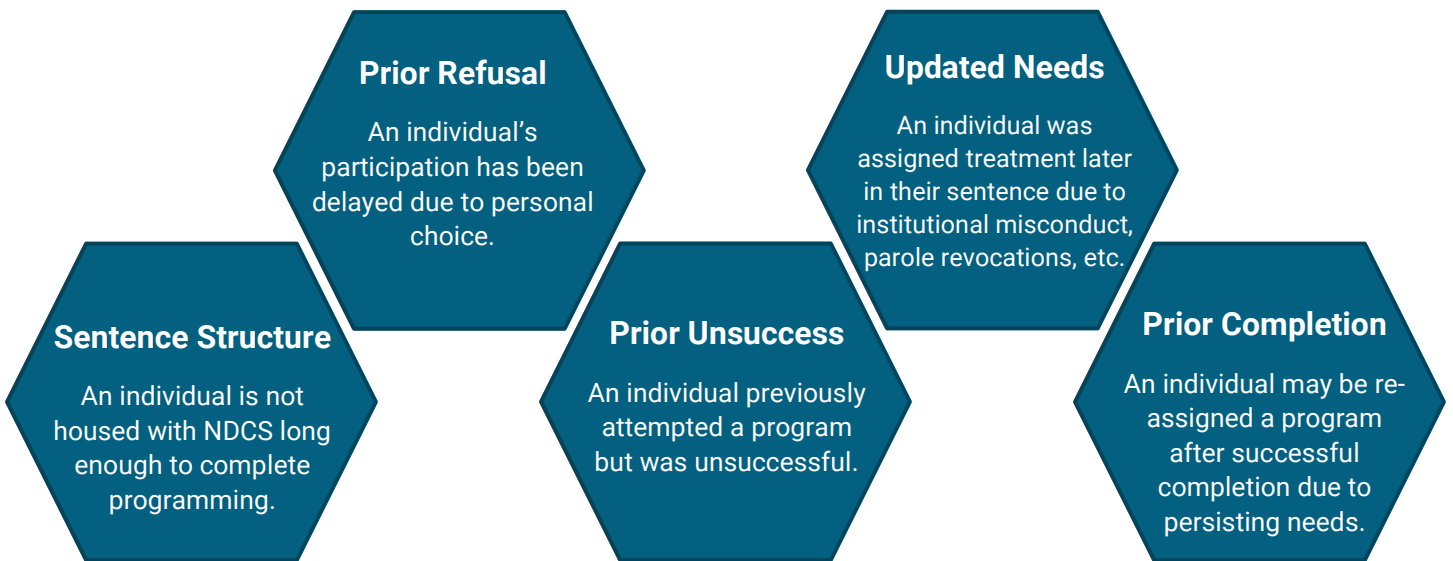 Prior Refusal
An individual’s
participation has been
delayed due to personal
choice.
Updated Needs
An individual was
assigned treatment later
in their sentence due to
institutional misconduct,
parole revocations, etc.
Sentence Structure
An individual is not
housed with NDCS long
enough to complete
programming.
Prior Unsuccess
An individual previously
attempted a program
but was unsuccessful.
Prior Completion
An individual may be re-
assigned a program
after successful
completion due to
persisting needs.